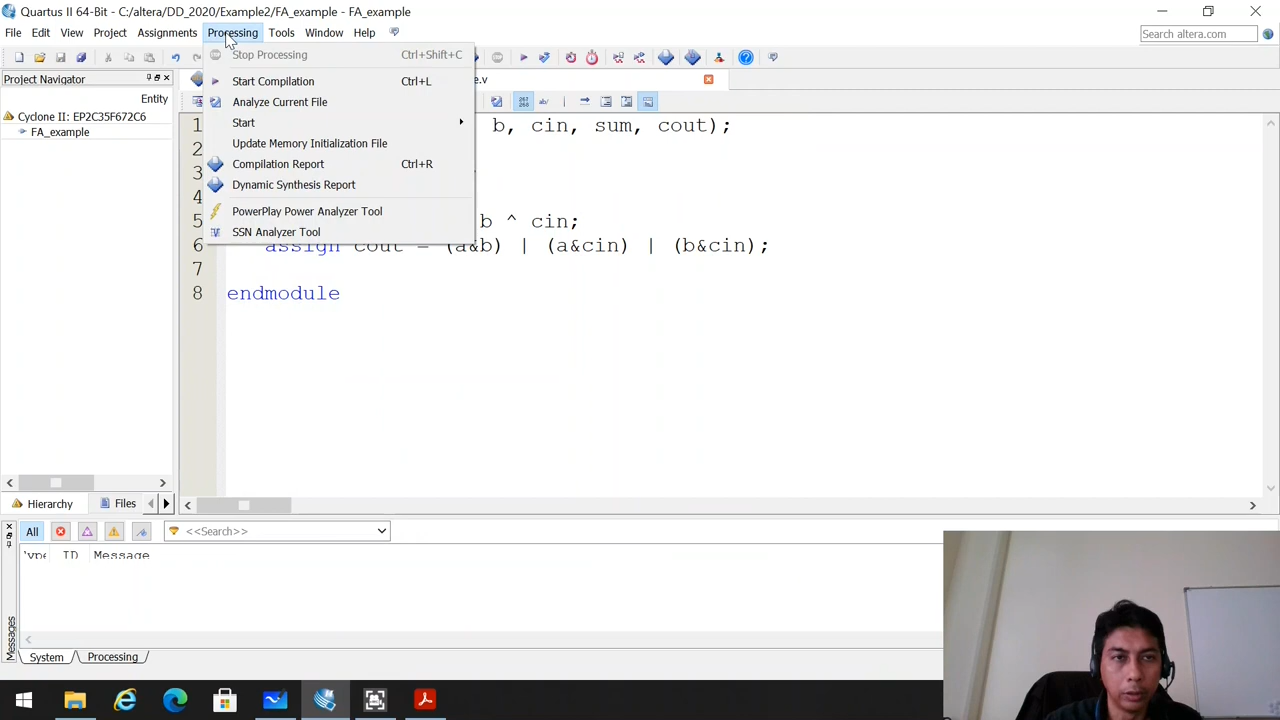 Quartus II 64-Bit - C:/altera/DD_2020/Example2/FA_example - FA_example
File Edit View Project Assignments Processing Tools Window Help
Search altera.com
Project Navigator
Entity
Cyclone II: EP2C35F672C6
FA_example
Stop Processing Ctrl+Shift+C
Start Compilation Ctrl+L
Analyze Current File
Start
Update Memory Initialization File
Compilation Report Ctrl+R
Dynamic Synthesis Report
PowerPlay Power Analyzer Tool
SSN Analyzer Tool
e.v
1 b, cin, sum, cout);
2
3
4
5 b ^ cin;
6 assign cout = (a&b) | (a&cin) | (b&cin);
7
8 endmodule
Hierarchy Files
All <<Search>>
Type ID Message
Messages
System Processing